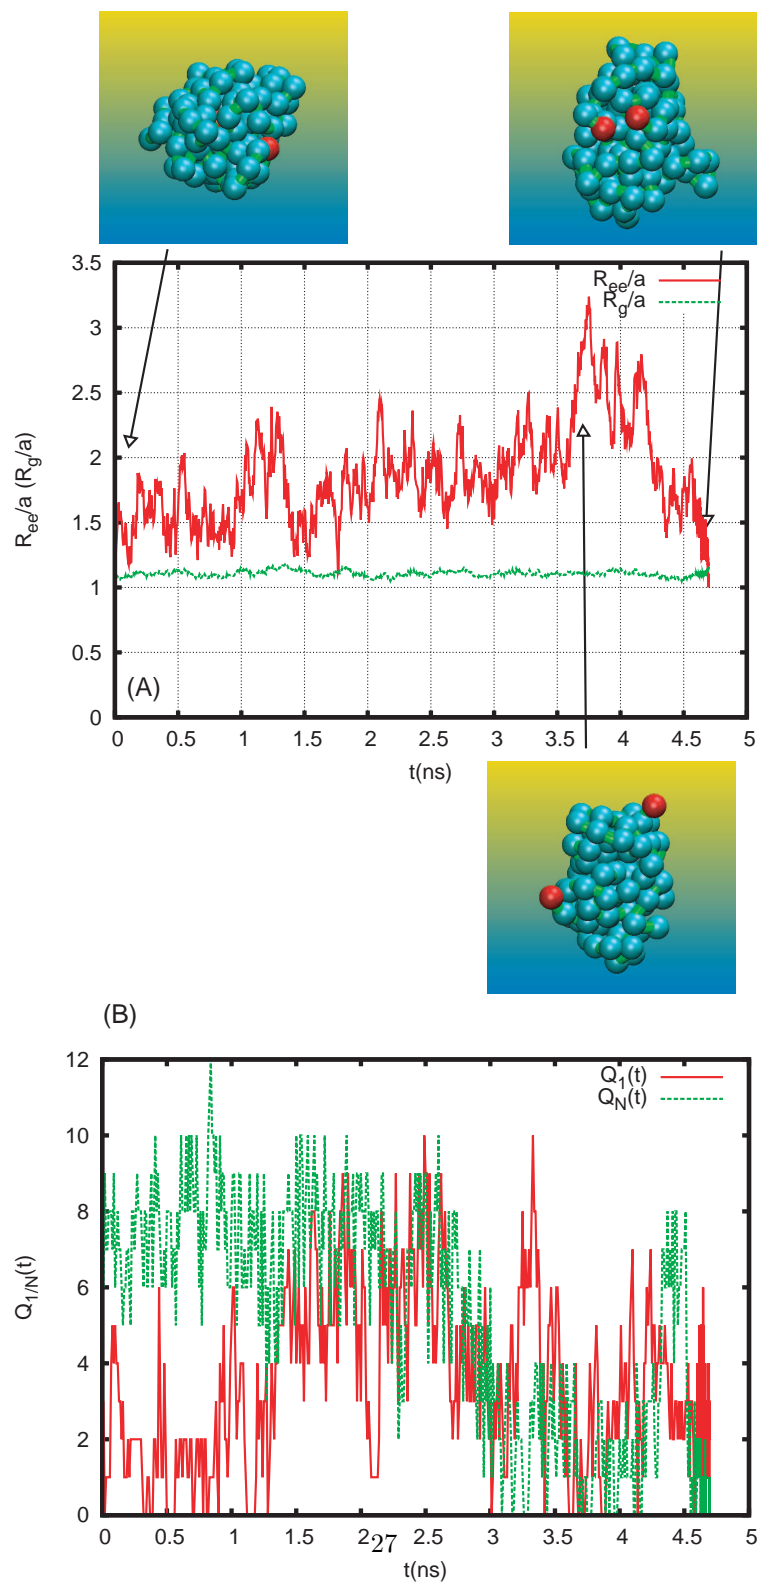 3.5
3
2.5
2
1.5
1
0.5
0
R_ee/a (R_g/a)
R_ee/a
R_g/a
(A)
0 0.5 1 1.5 2 2.5 3 3.5 4 4.5 5
t(ns)
(B)
12
10
8
6
4
2
0
Q_1/N(t)
Q_1(t)
Q_N(t)
0 0.5 1 1.5 2 2.5 3 3.5 4 4.5 5
27
t(ns)